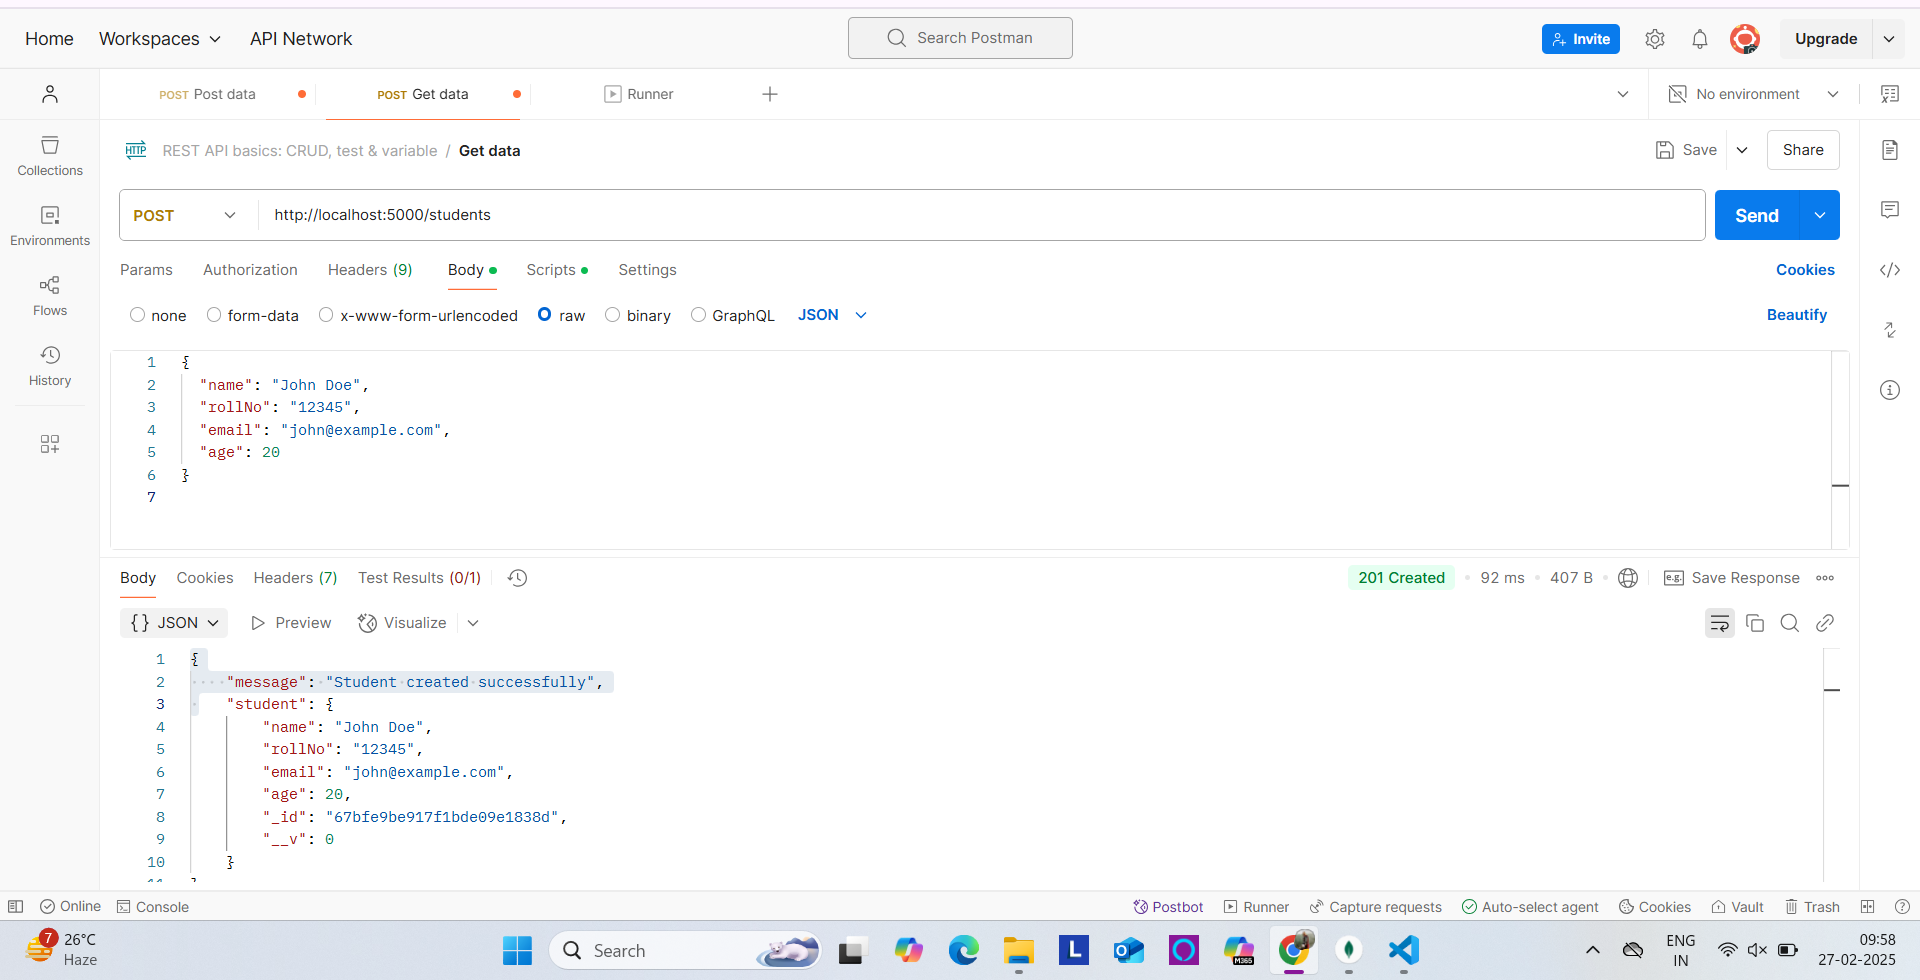 Home Workspaces API Network Search Postman Invite Upgrade
POST Post data POST Get data Runner No environment
HTTP REST API basics: CRUD, test & variable / Get data Save Share
Collections
Environments
Flows
History
POST http://localhost:5000/students Send
Params Authorization Headers (9) Body Scripts Settings Cookies
none form-data x-www-form-urlencoded raw binary GraphQL JSON Beautify
1 {
2 "name": "John Doe",
3 "rollNo": "12345",
4 "email": "john@example.com",
5 "age": 20
6 }
7
Body Cookies Headers (7) Test Results (0/1) 201 Created 92 ms 407 B e.g. Save Response
{} JSON Preview Visualize
1 {
2 "message": "Student created successfully",
3 "student": {
4 "name": "John Doe",
5 "rollNo": "12345",
6 "email": "john@example.com",
7 "age": 20,
8 "_id": "67bfe9be917f1bde09e1838d",
9 "__v": 0
10 }
Online Console Postbot Runner Capture requests Auto-select agent Cookies Vault Trash
7 26°C
Haze
Search
L
M365
ENG
IN
09:58
27-02-2025